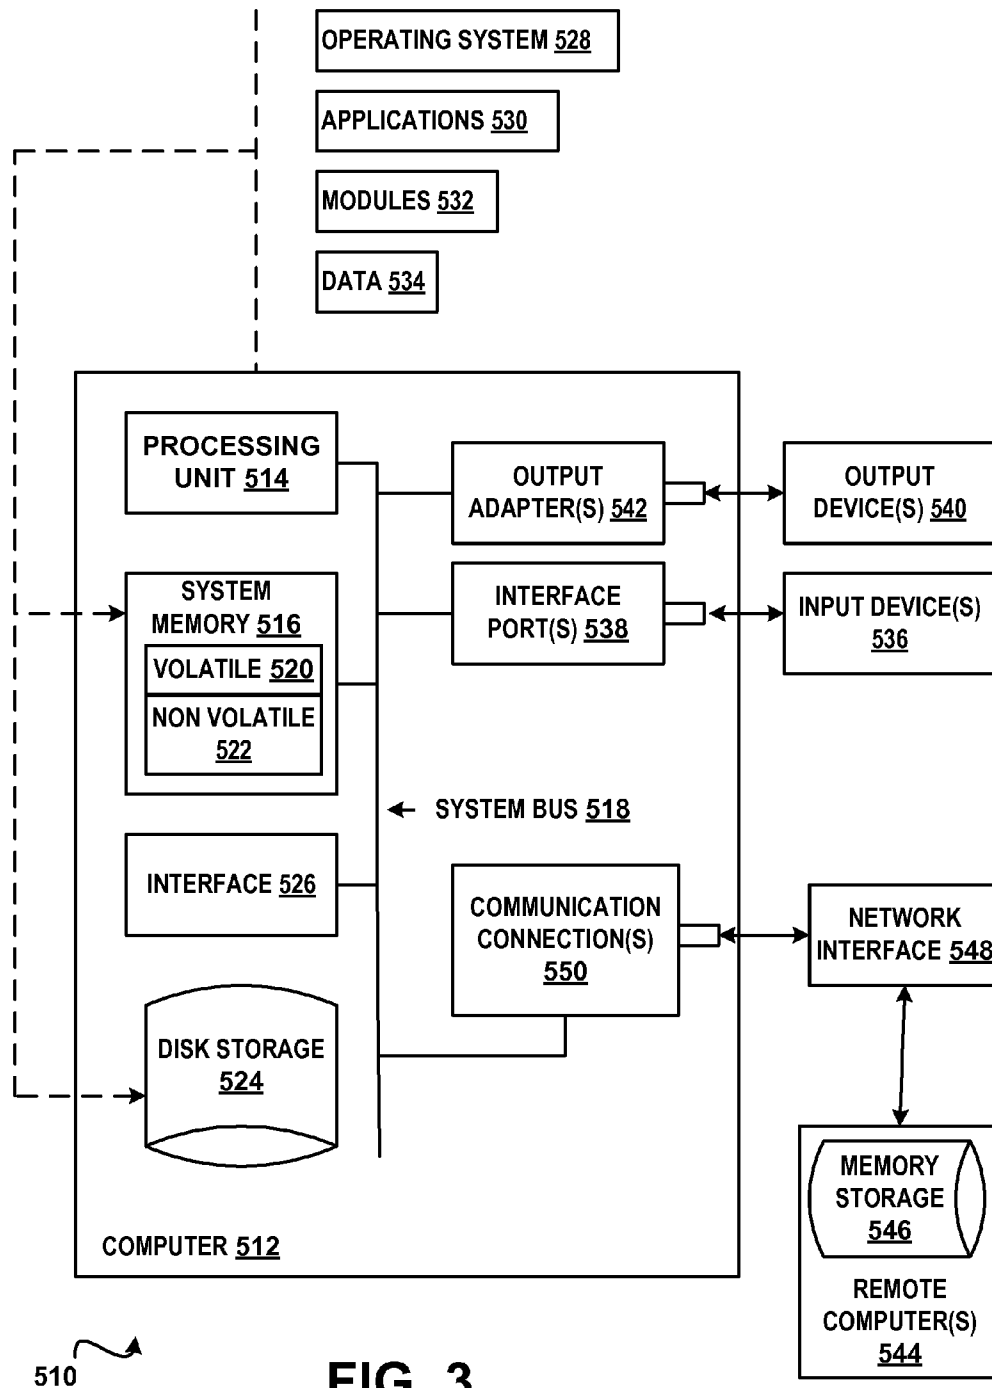 OPERATING SYSTEM 528
APPLICATIONS 530
MODULES 532
DATA 534
PROCESSING
UNIT 514
OUTPUT
ADAPTER(S) 542
OUTPUT
DEVICE(S) 540
SYSTEM
MEMORY 516
VOLATILE 520
NON VOLATILE
522
INTERFACE
PORT(S) 538
INPUT DEVICE(S)
536
SYSTEM BUS 518
INTERFACE 526
COMMUNICATION
CONNECTION(S)
550
NETWORK
INTERFACE 548
DISK STORAGE
524
MEMORY
STORAGE
546
REMOTE
COMPUTER(S)
544
COMPUTER 512
510
FIG. 3